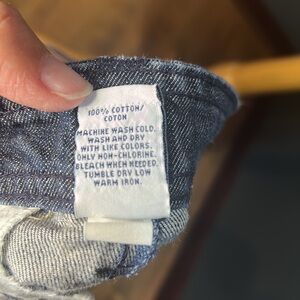 100% COTTON/
COTON
MACHINE WASH COLD.
WASH AND DRY
WITH LIKE COLORS.
ONLY NON-CHLORINE.
BLEACH WHEN NEEDED.
TUMBLE DRY LOW
WARM IRON.